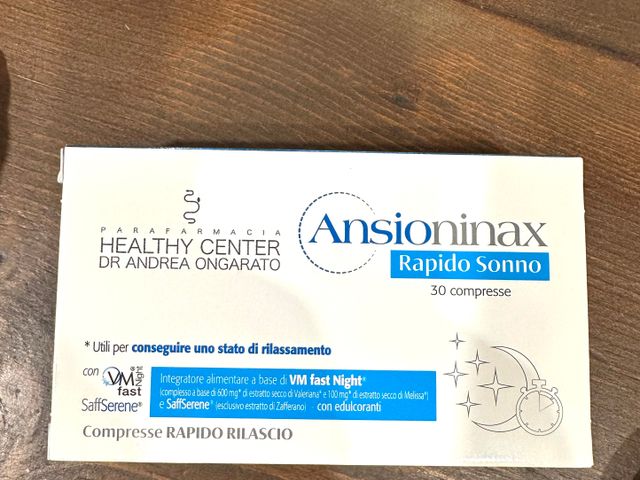 PARAFARMACIA
HEALTHY CENTER
DR ANDREA ONGARATO
Ansioninax
Rapido Sonno
30 compresse
* Utili per conseguire uno stato di rilassamento
con VM fast Night®
SaffSerene*
Integratore alimentare a base di VM fast Night*
(complesso a base di 600 mg* di estratto secco di Valeriana* e 100 mg* di estratto secco di Melissa*)
e SaffSerene* (esclusivo estratto di Zafferano) con edulcoranti
Compresse RAPIDO RILASCIO